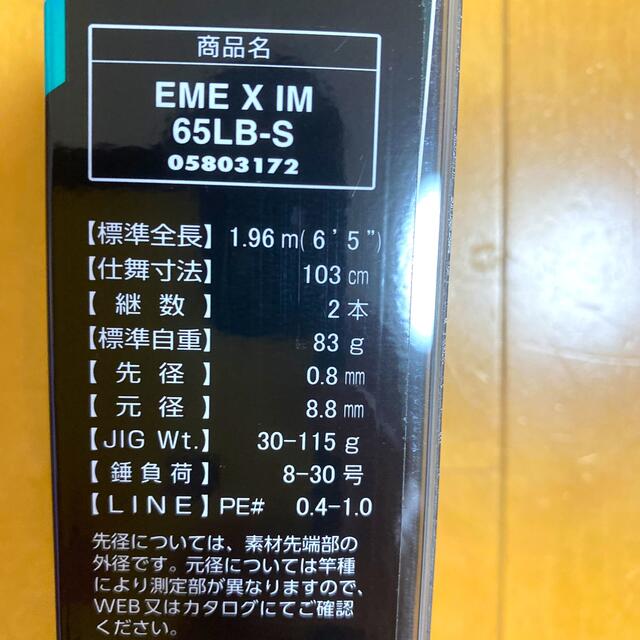 商品名
EME X IM
65LB-S
05803172
【標準全長】 1.96 m( 6 ' 5 ")
【仕舞寸法】 103 cm
【 継 数 】 2 本
【標準自重】 83 g
【 先 径 】 0.8 mm
【 元 径 】 8.8 mm
【JIG Wt.】 30-115 g
【 錘負荷 】 8-30 号
【 L I N E 】 PE# 0.4-1.0
先径については、素材先端部の
外径です。元径については竿種
により測定部が異なりますので、
WEB又はカタログにてご確認
ください。